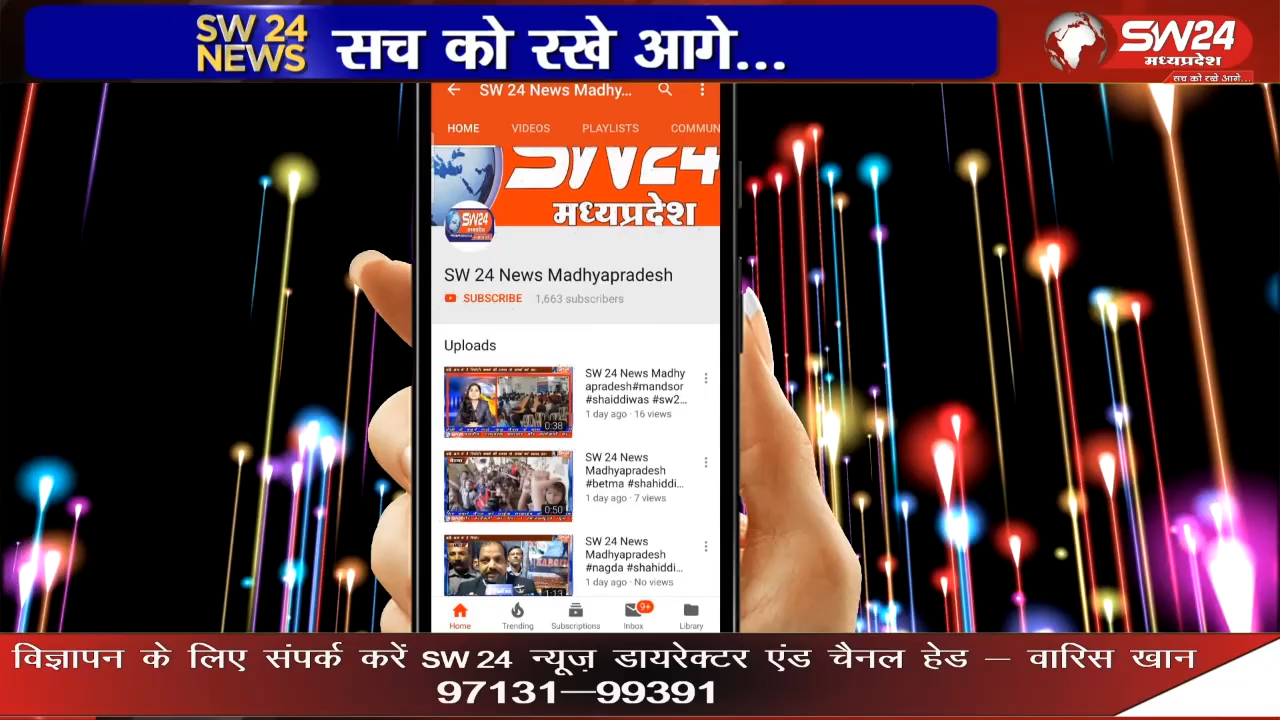 SW 24
NEWS
सच को रखे आगे...
SW24
मध्यप्रदेश
सच को रखे आगे...
SW 24 News Madhy...
HOME VIDEOS PLAYLISTS COMMUN
SW24
मध्यप्रदेश
SW24
SW 24 News Madhyapradesh
SUBSCRIBE 1,663 subscribers
Uploads
SW 24 News Madhy
apradesh#mandsor
#shaiddiwas #sw2...
1 day ago · 16 views
0:38
SW 24 News
Madhyapradesh
#betma #shahiddi...
1 day ago · 7 views
0:50
SW 24 News
Madhyapradesh
#nagda #shahiddi...
1 day ago · No views
1:13
9+
Home Trending Subscriptions Inbox Library
विज्ञापन के लिए संपर्क करें SW 24 न्यूज़ डायरेक्टर एंड चैनल हेड – वारिस खान
97131—99391